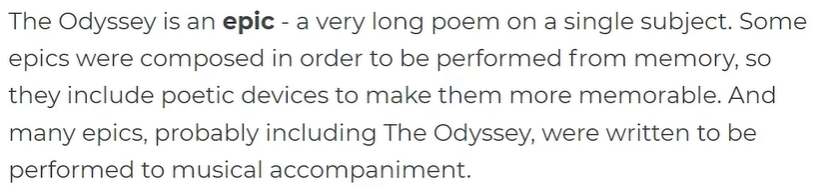 The Odyssey is an epic - a very long poem on a single subject. Some
epics were composed in order to be performed from memory, so
they include poetic devices to make them more memorable. And
many epics, probably including The Odyssey, were written to be
performed to musical accompaniment.